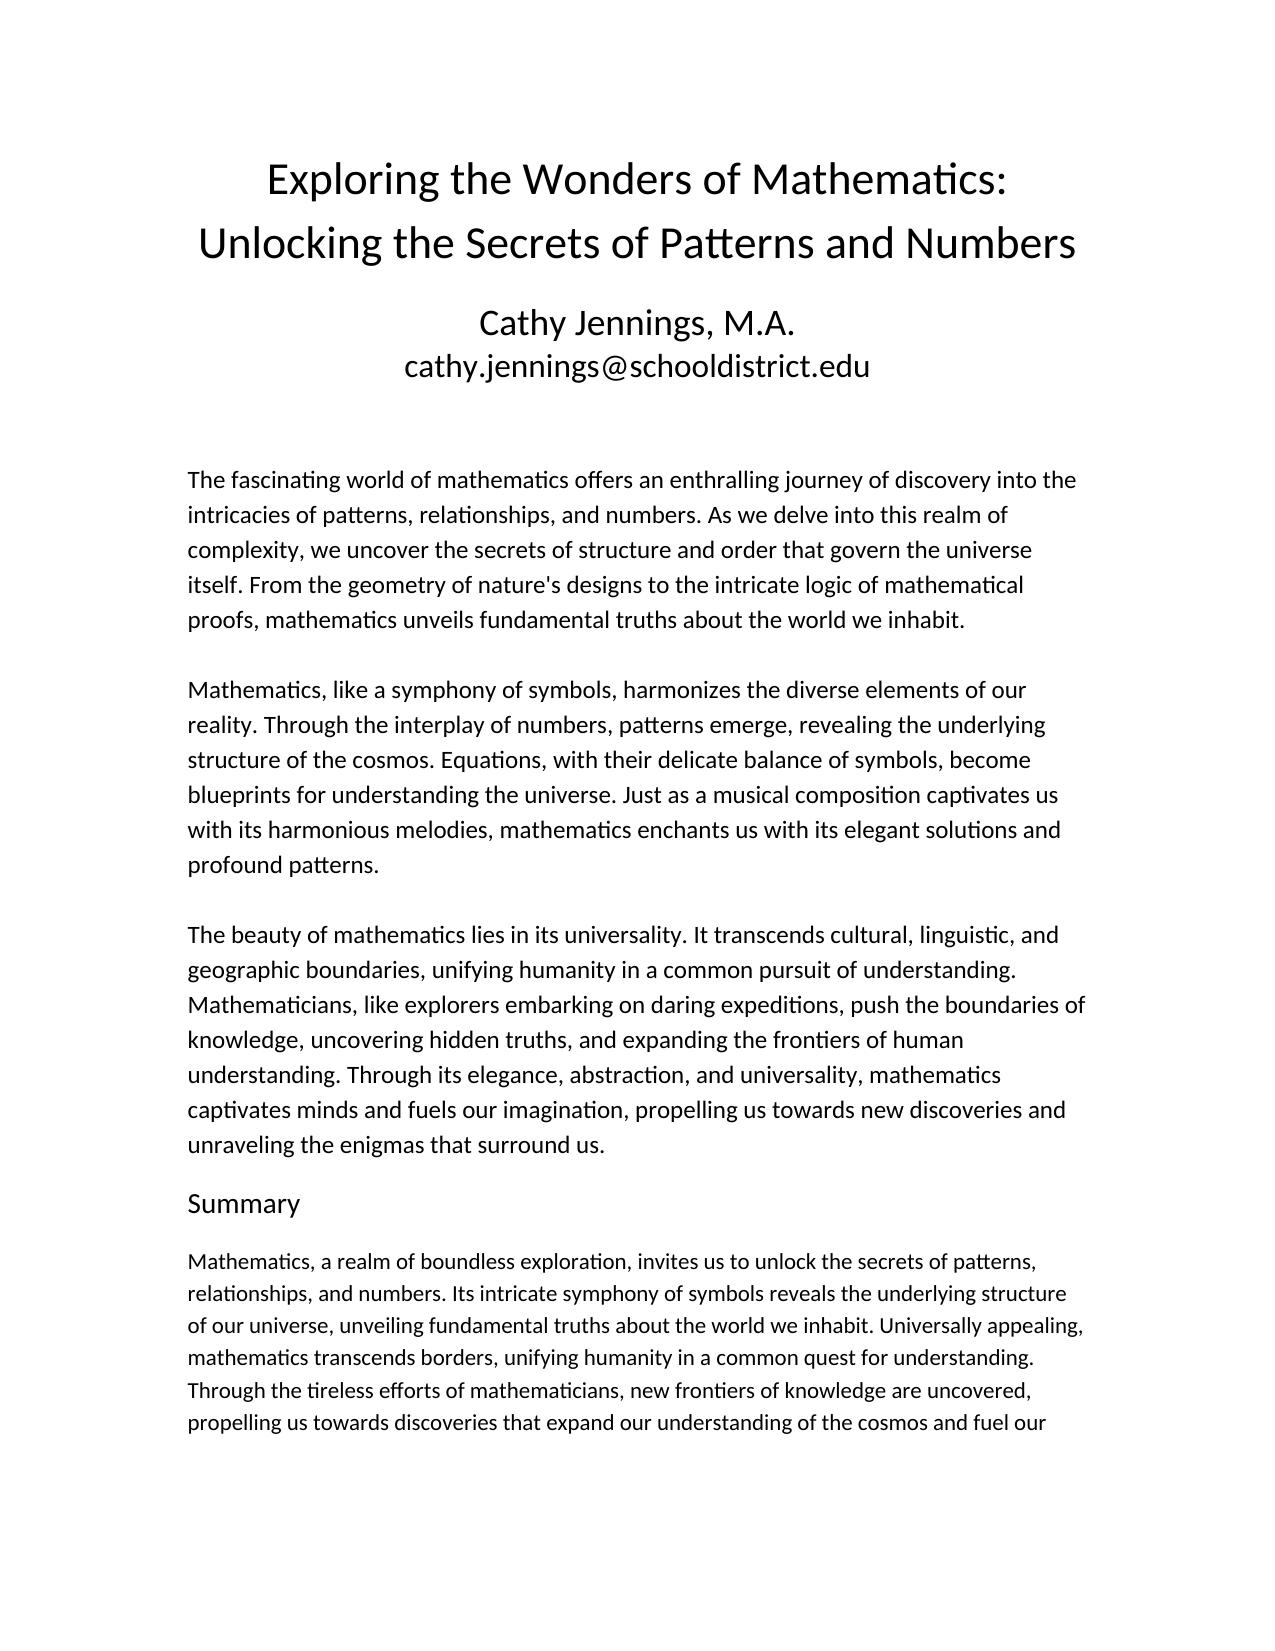 Exploring the Wonders of Mathematics:
Unlocking the Secrets of Patterns and Numbers
Cathy Jennings, M.A.
cathy.jennings@schooldistrict.edu
The fascinating world of mathematics offers an enthralling journey of discovery into the
intricacies of patterns, relationships, and numbers. As we delve into this realm of
complexity, we uncover the secrets of structure and order that govern the universe
itself. From the geometry of nature's designs to the intricate logic of mathematical
proofs, mathematics unveils fundamental truths about the world we inhabit.
Mathematics, like a symphony of symbols, harmonizes the diverse elements of our
reality. Through the interplay of numbers, patterns emerge, revealing the underlying
structure of the cosmos. Equations, with their delicate balance of symbols, become
blueprints for understanding the universe. Just as a musical composition captivates us
with its harmonious melodies, mathematics enchants us with its elegant solutions and
profound patterns.
The beauty of mathematics lies in its universality. It transcends cultural, linguistic, and
geographic boundaries, unifying humanity in a common pursuit of understanding.
Mathematicians, like explorers embarking on daring expeditions, push the boundaries of
knowledge, uncovering hidden truths, and expanding the frontiers of human
understanding. Through its elegance, abstraction, and universality, mathematics
captivates minds and fuels our imagination, propelling us towards new discoveries and
unraveling the enigmas that surround us.
Summary
Mathematics, a realm of boundless exploration, invites us to unlock the secrets of patterns,
relationships, and numbers. Its intricate symphony of symbols reveals the underlying structure
of our universe, unveiling fundamental truths about the world we inhabit. Universally appealing,
mathematics transcends borders, unifying humanity in a common quest for understanding.
Through the tireless efforts of mathematicians, new frontiers of knowledge are uncovered,
propelling us towards discoveries that expand our understanding of the cosmos and fuel our